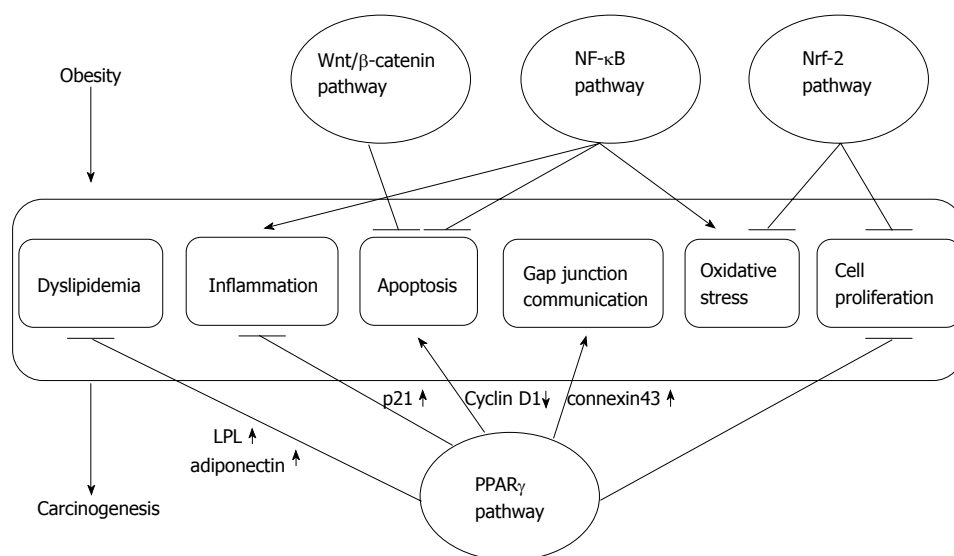 Obesity
Wnt/β-catenin
pathway
NF-κB
pathway
Nrf-2
pathway
Dyslipidemia
Inflammation
Apoptosis
Gap junction
communication
Oxidative
stress
Cell
proliferation
p21
Cyclin D1
connexin43
LPL
adiponectin
PPARγ
pathway
Carcinogenesis